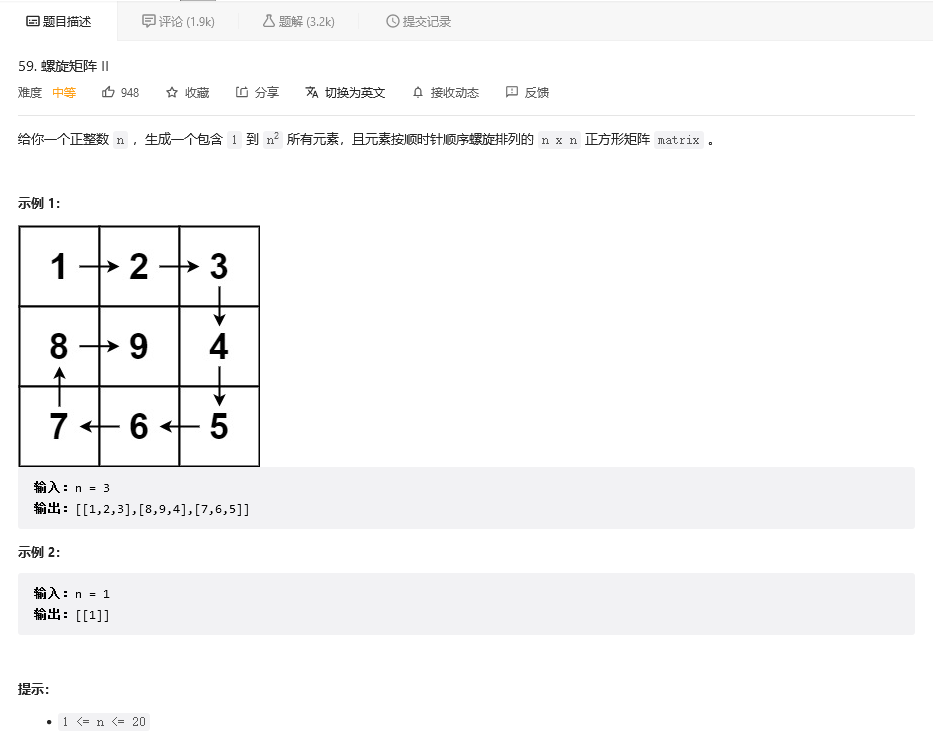 题目描述 评论 (1.9k) 题解 (3.2k) 提交记录
59. 螺旋矩阵 II
难度 中等 948 收藏 分享 切换为英文 接收动态 反馈
给你一个正整数 n ，生成一个包含 1 到 n² 所有元素，且元素按顺时针顺序螺旋排列的 n x n 正方形矩阵 matrix 。
示例 1：
1 2 3
8 9 4
7 6 5
输入：n = 3
输出：[[1,2,3],[8,9,4],[7,6,5]]
示例 2：
输入：n = 1
输出：[[1]]
提示：
• 1 <= n <= 20